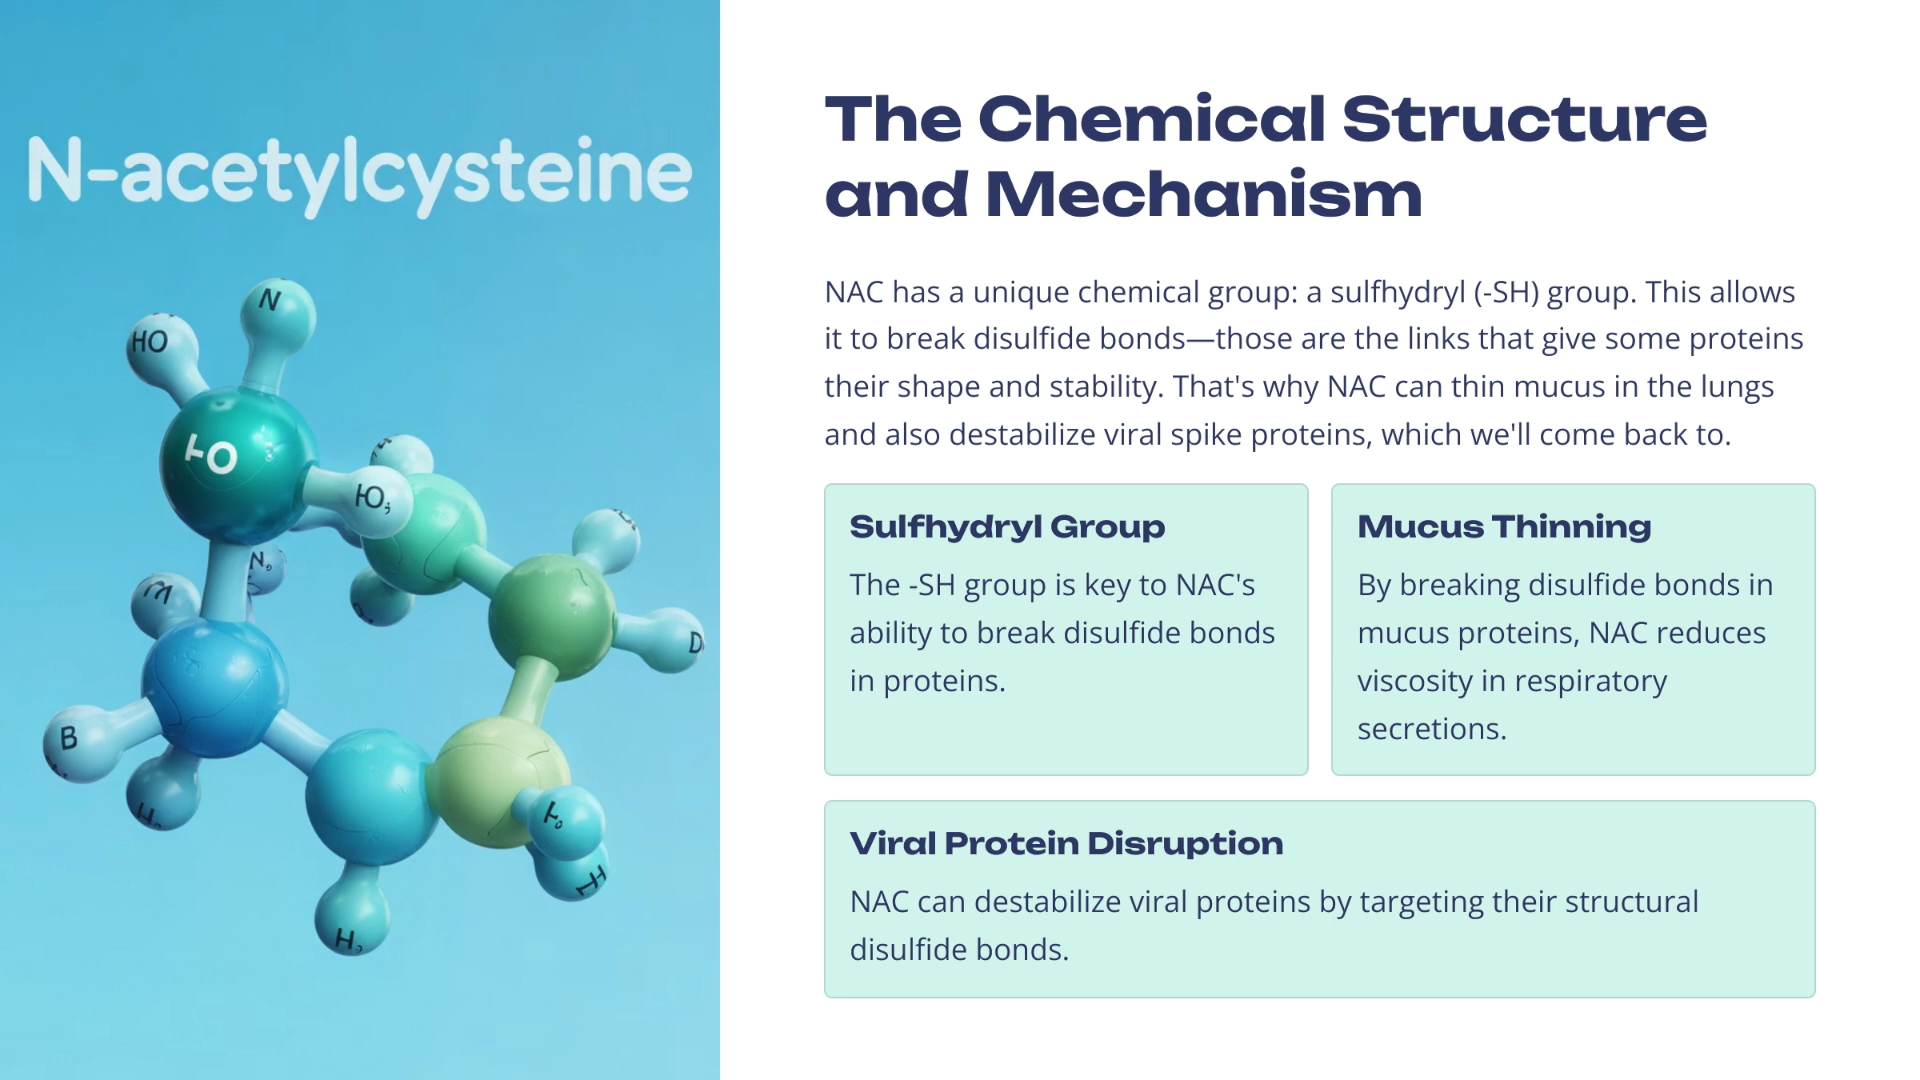 N-acetylcysteine
N
HO
N
B
D
H
The Chemical Structure
and Mechanism
NAC has a unique chemical group: a sulfhydryl (-SH) group. This allows
it to break disulfide bonds—those are the links that give some proteins
their shape and stability. That's why NAC can thin mucus in the lungs
and also destabilize viral spike proteins, which we'll come back to.
Sulfhydryl Group
The -SH group is key to NAC's
ability to break disulfide bonds
in proteins.
Mucus Thinning
By breaking disulfide bonds in
mucus proteins, NAC reduces
viscosity in respiratory
secretions.
Viral Protein Disruption
NAC can destabilize viral proteins by targeting their structural
disulfide bonds.